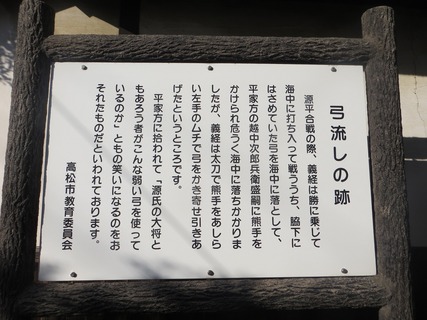 弓流しの跡
源平合戦の際、義経は勝に乗じて
海中に打ち入って戦ううち、脇下に
はさめていた弓を海中に落として、
平家方の越中次郎兵衛盛嗣に熊手を
かけられ危うく海中に落ちかかりま
したが、義経は太刀で熊手をあしら
い左手のムチで弓をかき寄せ引きあ
げたというところです。
平家方に拾われて「源氏の大将と
もあろう者がこんな弱い弓を使って
いるのか」ともの笑いになるのをお
それたものだといわれております。
高松市教育委員会